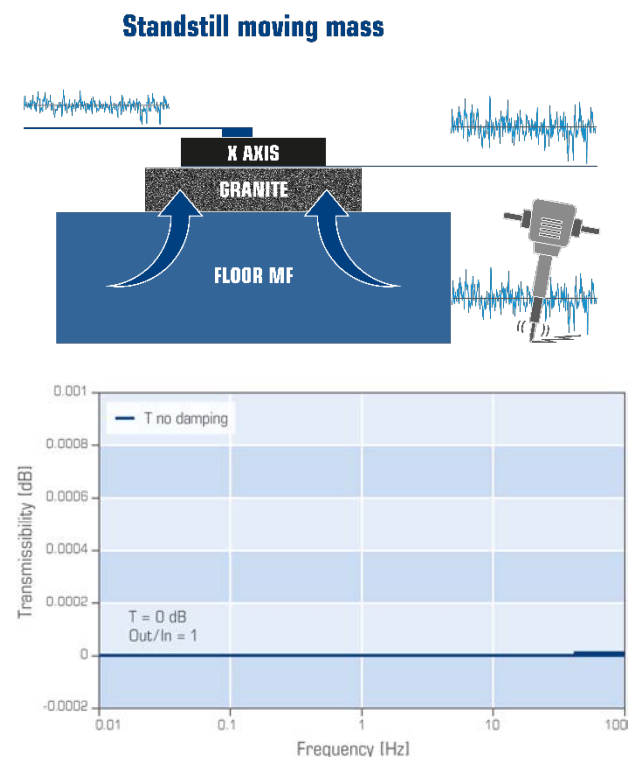 Standstill moving mass
X AXIS
GRANITE
FLOOR MF
0.001
T no damping
0.0008
0.0006
0.0004
0.0002
T = 0 dB
Out/In = 1
0
-0.0002
Transmissibility [dB]
0.01
0.1
1
10
100
Frequency [Hz]